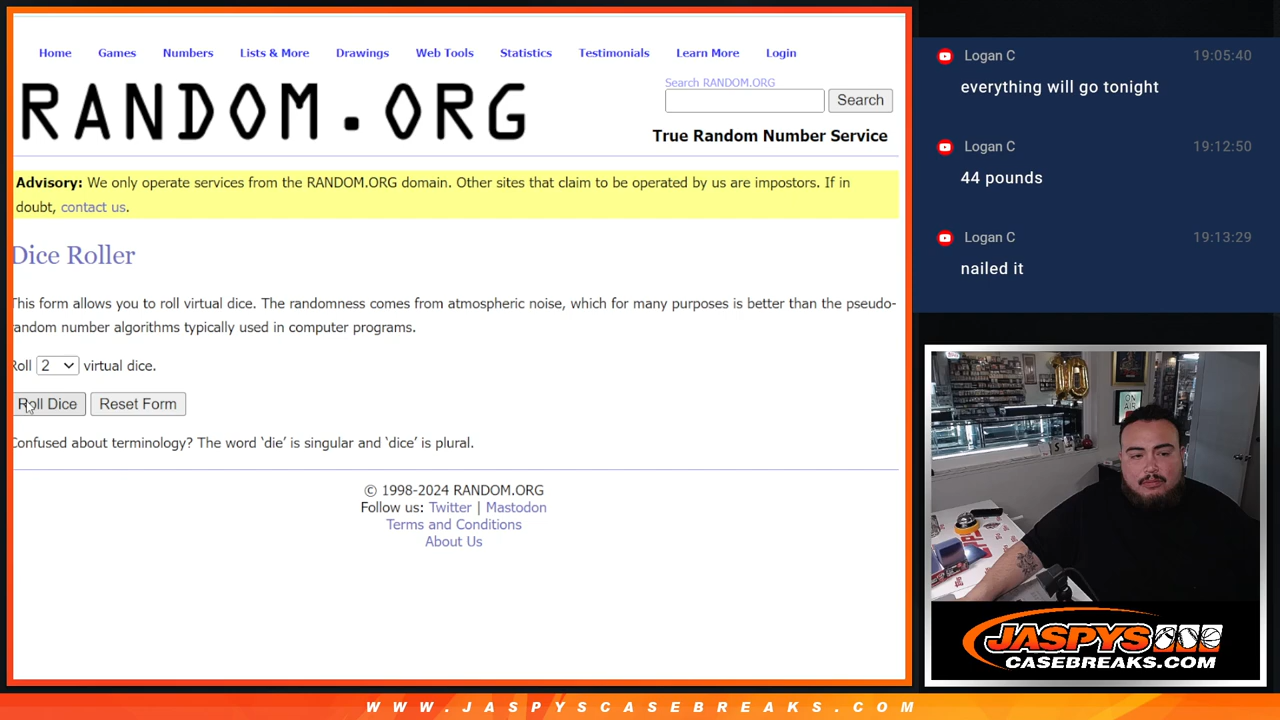 Home Games Numbers Lists & More Drawings Web Tools Statistics Testimonials Learn More Login
RANDOM.ORG
Search RANDOM.ORG
Search
True Random Number Service
Advisory: We only operate services from the RANDOM.ORG domain. Other sites that claim to be operated by us are impostors. If in
doubt, contact us.
Dice Roller
This form allows you to roll virtual dice. The randomness comes from atmospheric noise, which for many purposes is better than the pseudo-
random number algorithms typically used in computer programs.
Roll 2 virtual dice.
Roll Dice Reset Form
Confused about terminology? The word ‘die’ is singular and ‘dice’ is plural.
© 1998-2024 RANDOM.ORG
Follow us: Twitter | Mastodon
Terms and Conditions
About Us
Logan C 19:05:40
everything will go tonight
Logan C 19:12:50
44 pounds
Logan C 19:13:29
nailed it
10
ON
AIR
JASPYS
CASEBREAKS.COM
WWW.JASPYSCASEBREAKS.COM